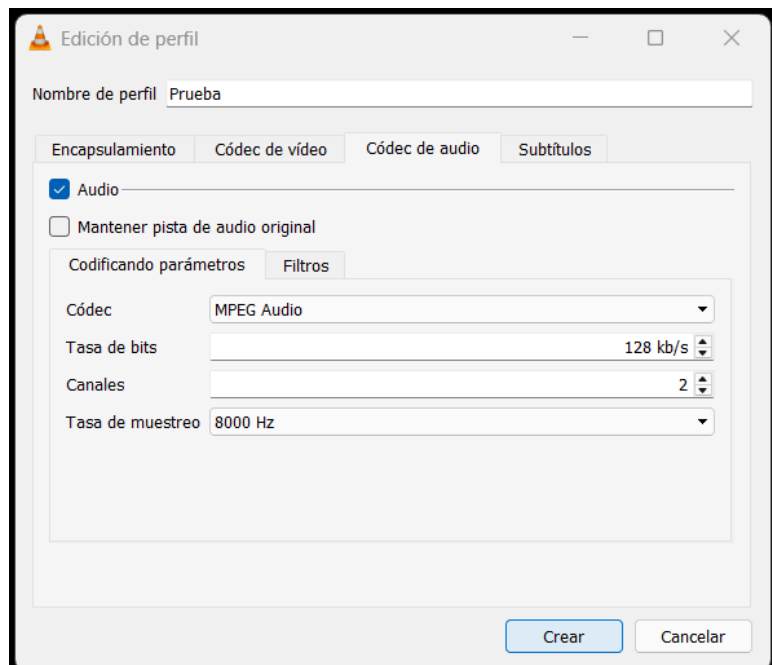 Edición de perfil
Nombre de perfil Prueba
Encapsulamiento Códec de vídeo Códec de audio Subtítulos
Audio
Mantener pista de audio original
Codificando parámetros Filtros
Códec MPEG Audio
Tasa de bits 128 kb/s
Canales 2
Tasa de muestreo 8000 Hz
Crear Cancelar